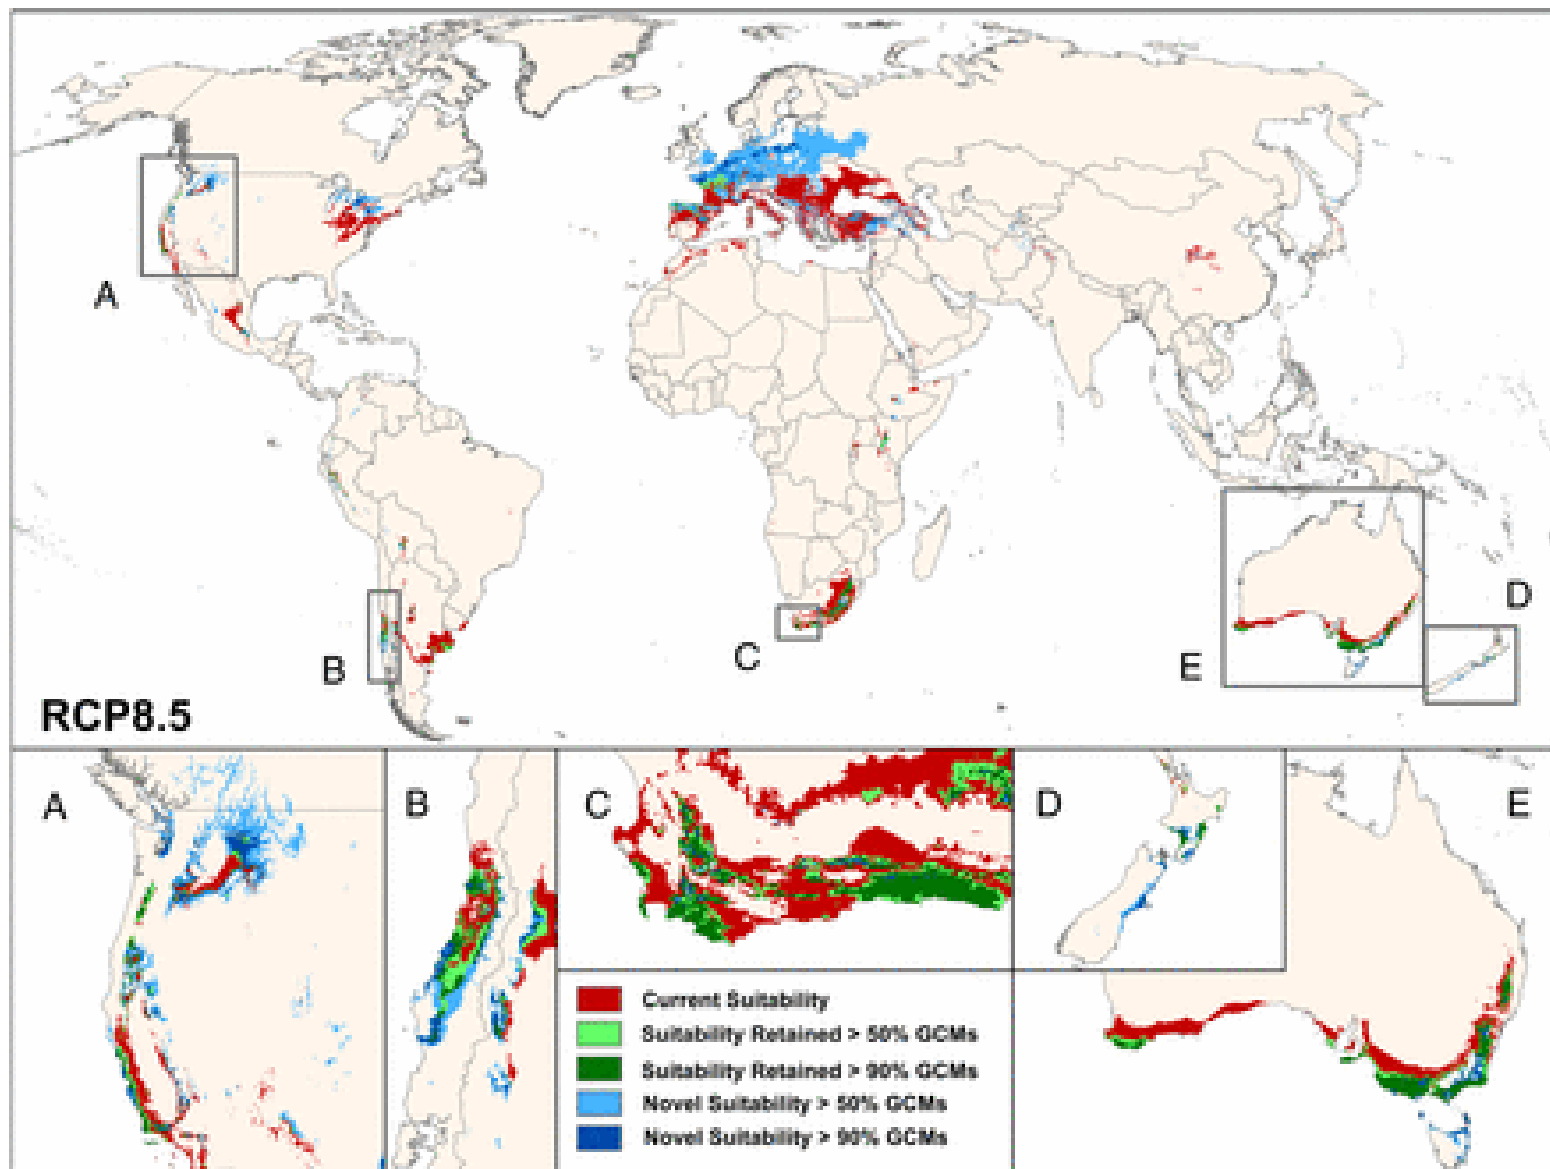 A
B
C
D
E
RCP8.5
A
B
C
D
E
Current Suitability
Suitability Retained > 50% GCMs
Suitability Retained > 90% GCMs
Novel Suitability > 50% GCMs
Novel Suitability > 90% GCMs